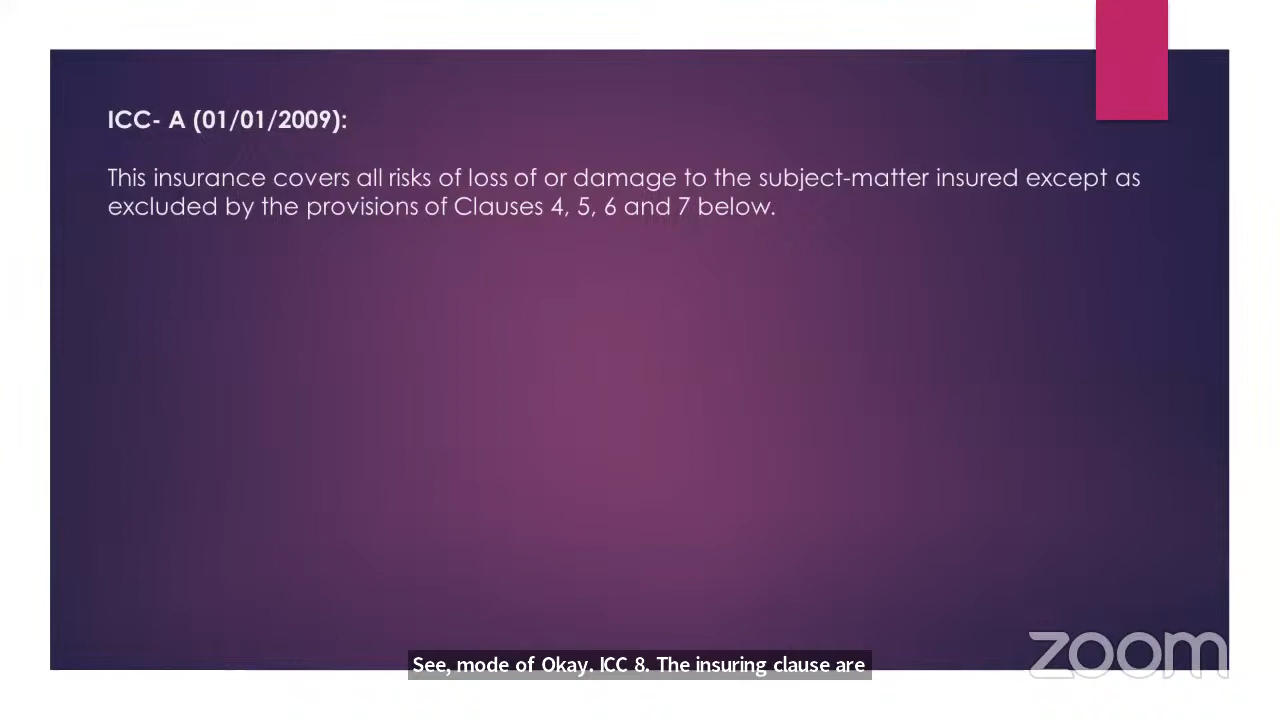 ICC- A (01/01/2009):
This insurance covers all risks of loss of or damage to the subject-matter insured except as
excluded by the provisions of Clauses 4, 5, 6 and 7 below.
See, mode of Okay. ICC 8. The insuring clause are
zoom